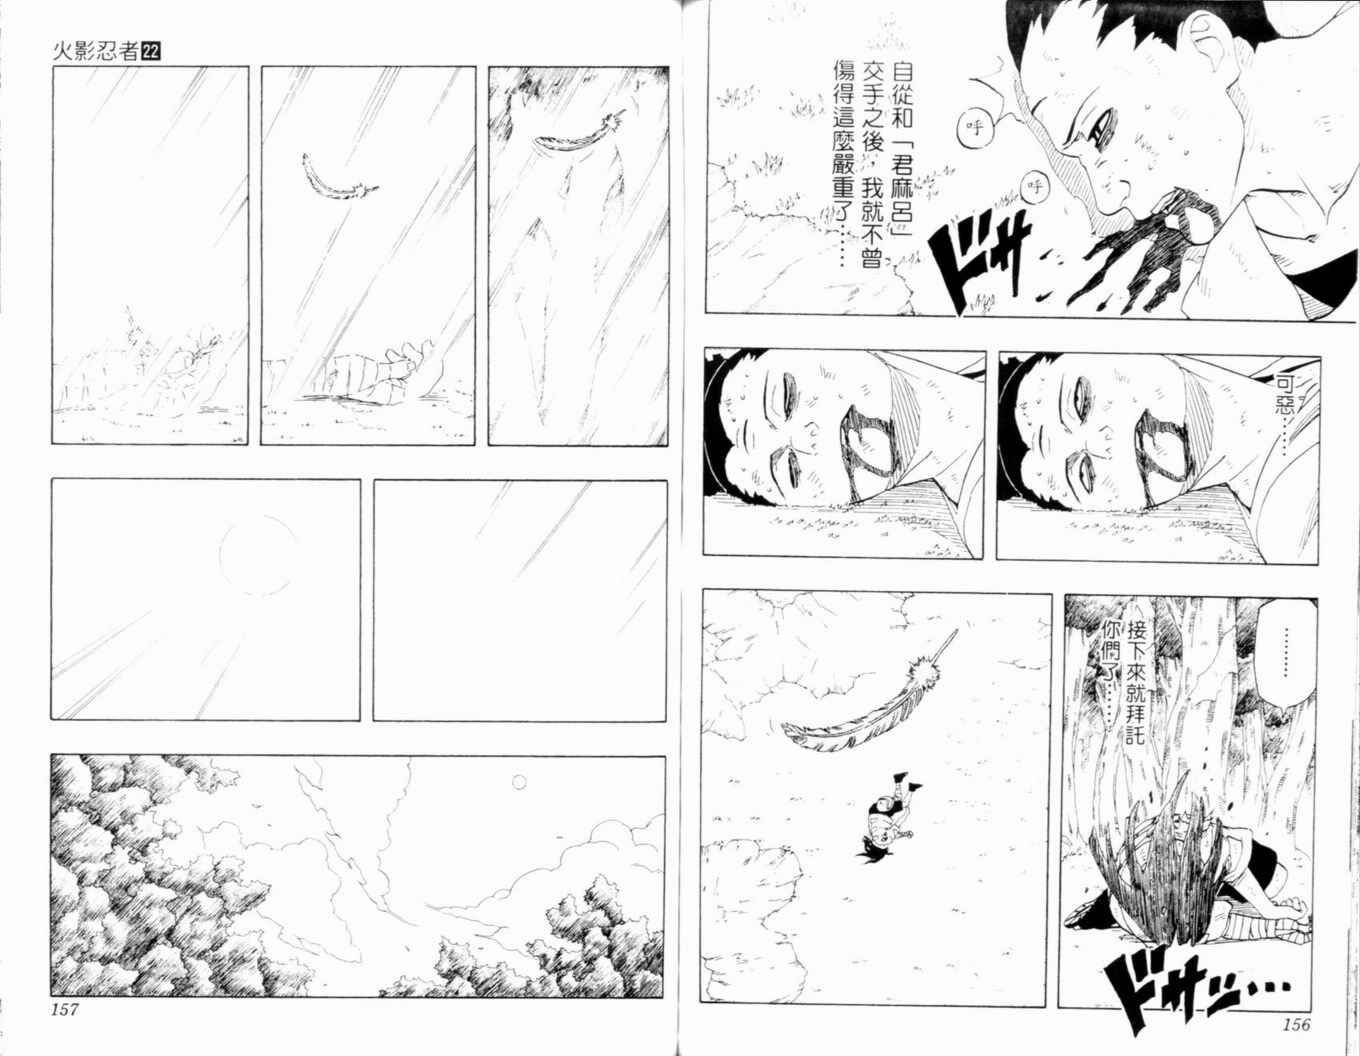 自從和「君麻呂」
交手之後，我就不曾
傷得這麼嚴重了……
呼
呼
ドサ
可惡……
………
接下來就拜託
你們了……
ドサッ…
156
火影忍者22
157